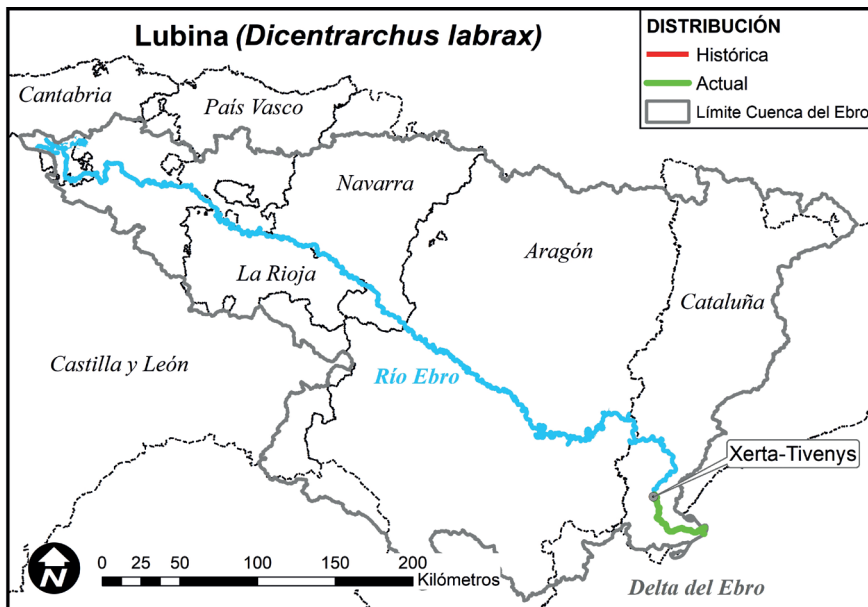 Lubina (Dicentrarchus labrax)
DISTRIBUCIÓN
Histórica
Actual
Límite Cuenca del Ebro
Cantabria
País Vasco
Navarra
Aragón
La Rioja
Cataluña
Castilla y León
Río Ebro
Xerta-Tivenys
N
0 25 50 100 150 200
Kilómetros
Delta del Ebro